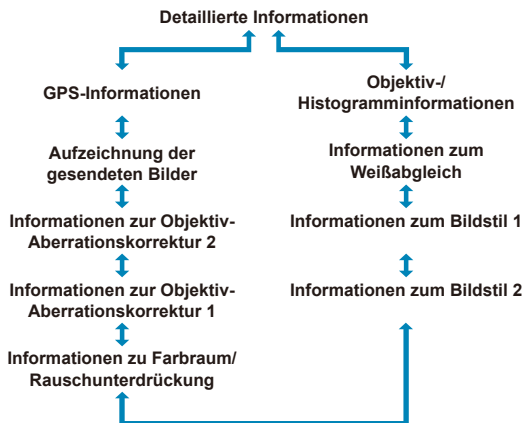 Detaillierte Informationen
GPS-Informationen
Aufzeichnung der
gesendeten Bilder
Informationen zur Objektiv-
Aberrationskorrektur 2
Informationen zur Objektiv-
Aberrationskorrektur 1
Informationen zu Farbraum/
Rauschunterdrückung
Objektiv-/
Histogramminformationen
Informationen zum
Weißabgleich
Informationen zum Bildstil 1
Informationen zum Bildstil 2